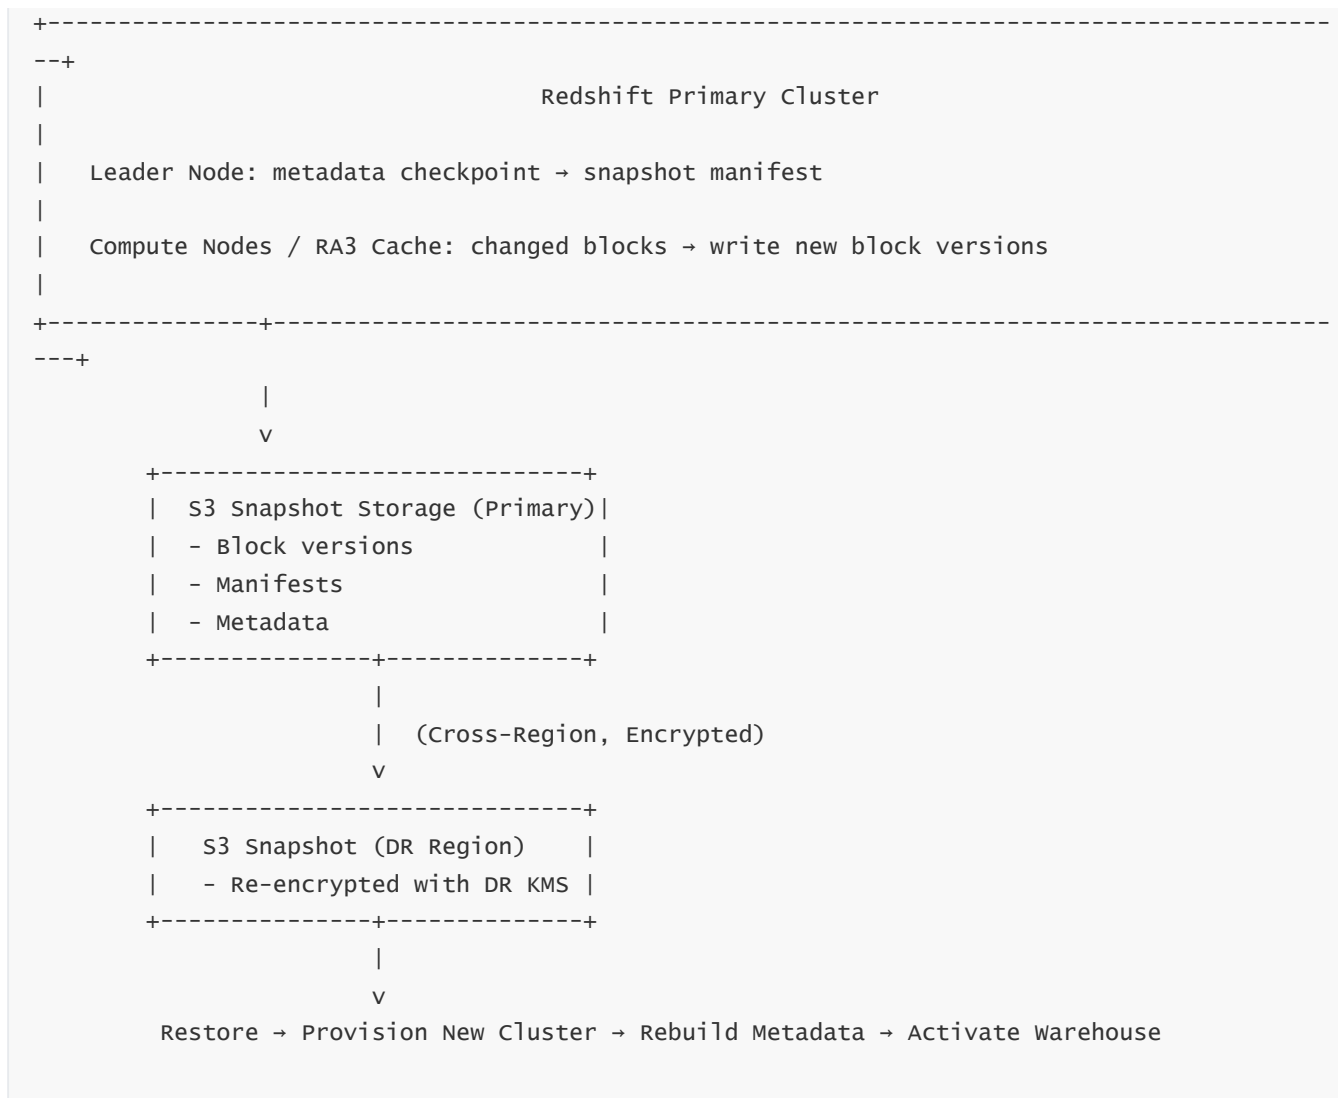 +-------------------------------------------------------------------------------------------
--+
|                                   Redshift Primary Cluster
|
|   Leader Node: metadata checkpoint → snapshot manifest
|
|   Compute Nodes / RA3 Cache: changed blocks → write new block versions
|
+---------------+---------------------------------------------------------------------------
---+
                |
                v
        +------------------------------+
        |  S3 Snapshot Storage (Primary)|
        |  - Block versions             |
        |  - Manifests                  |
        |  - Metadata                   |
        +---------------+--------------+
                        |
                        |  (Cross-Region, Encrypted)
                        v
        +------------------------------+
        |   S3 Snapshot (DR Region)    |
        |   - Re-encrypted with DR KMS |
        +---------------+--------------+
                        |
                        v
         Restore → Provision New Cluster → Rebuild Metadata → Activate Warehouse